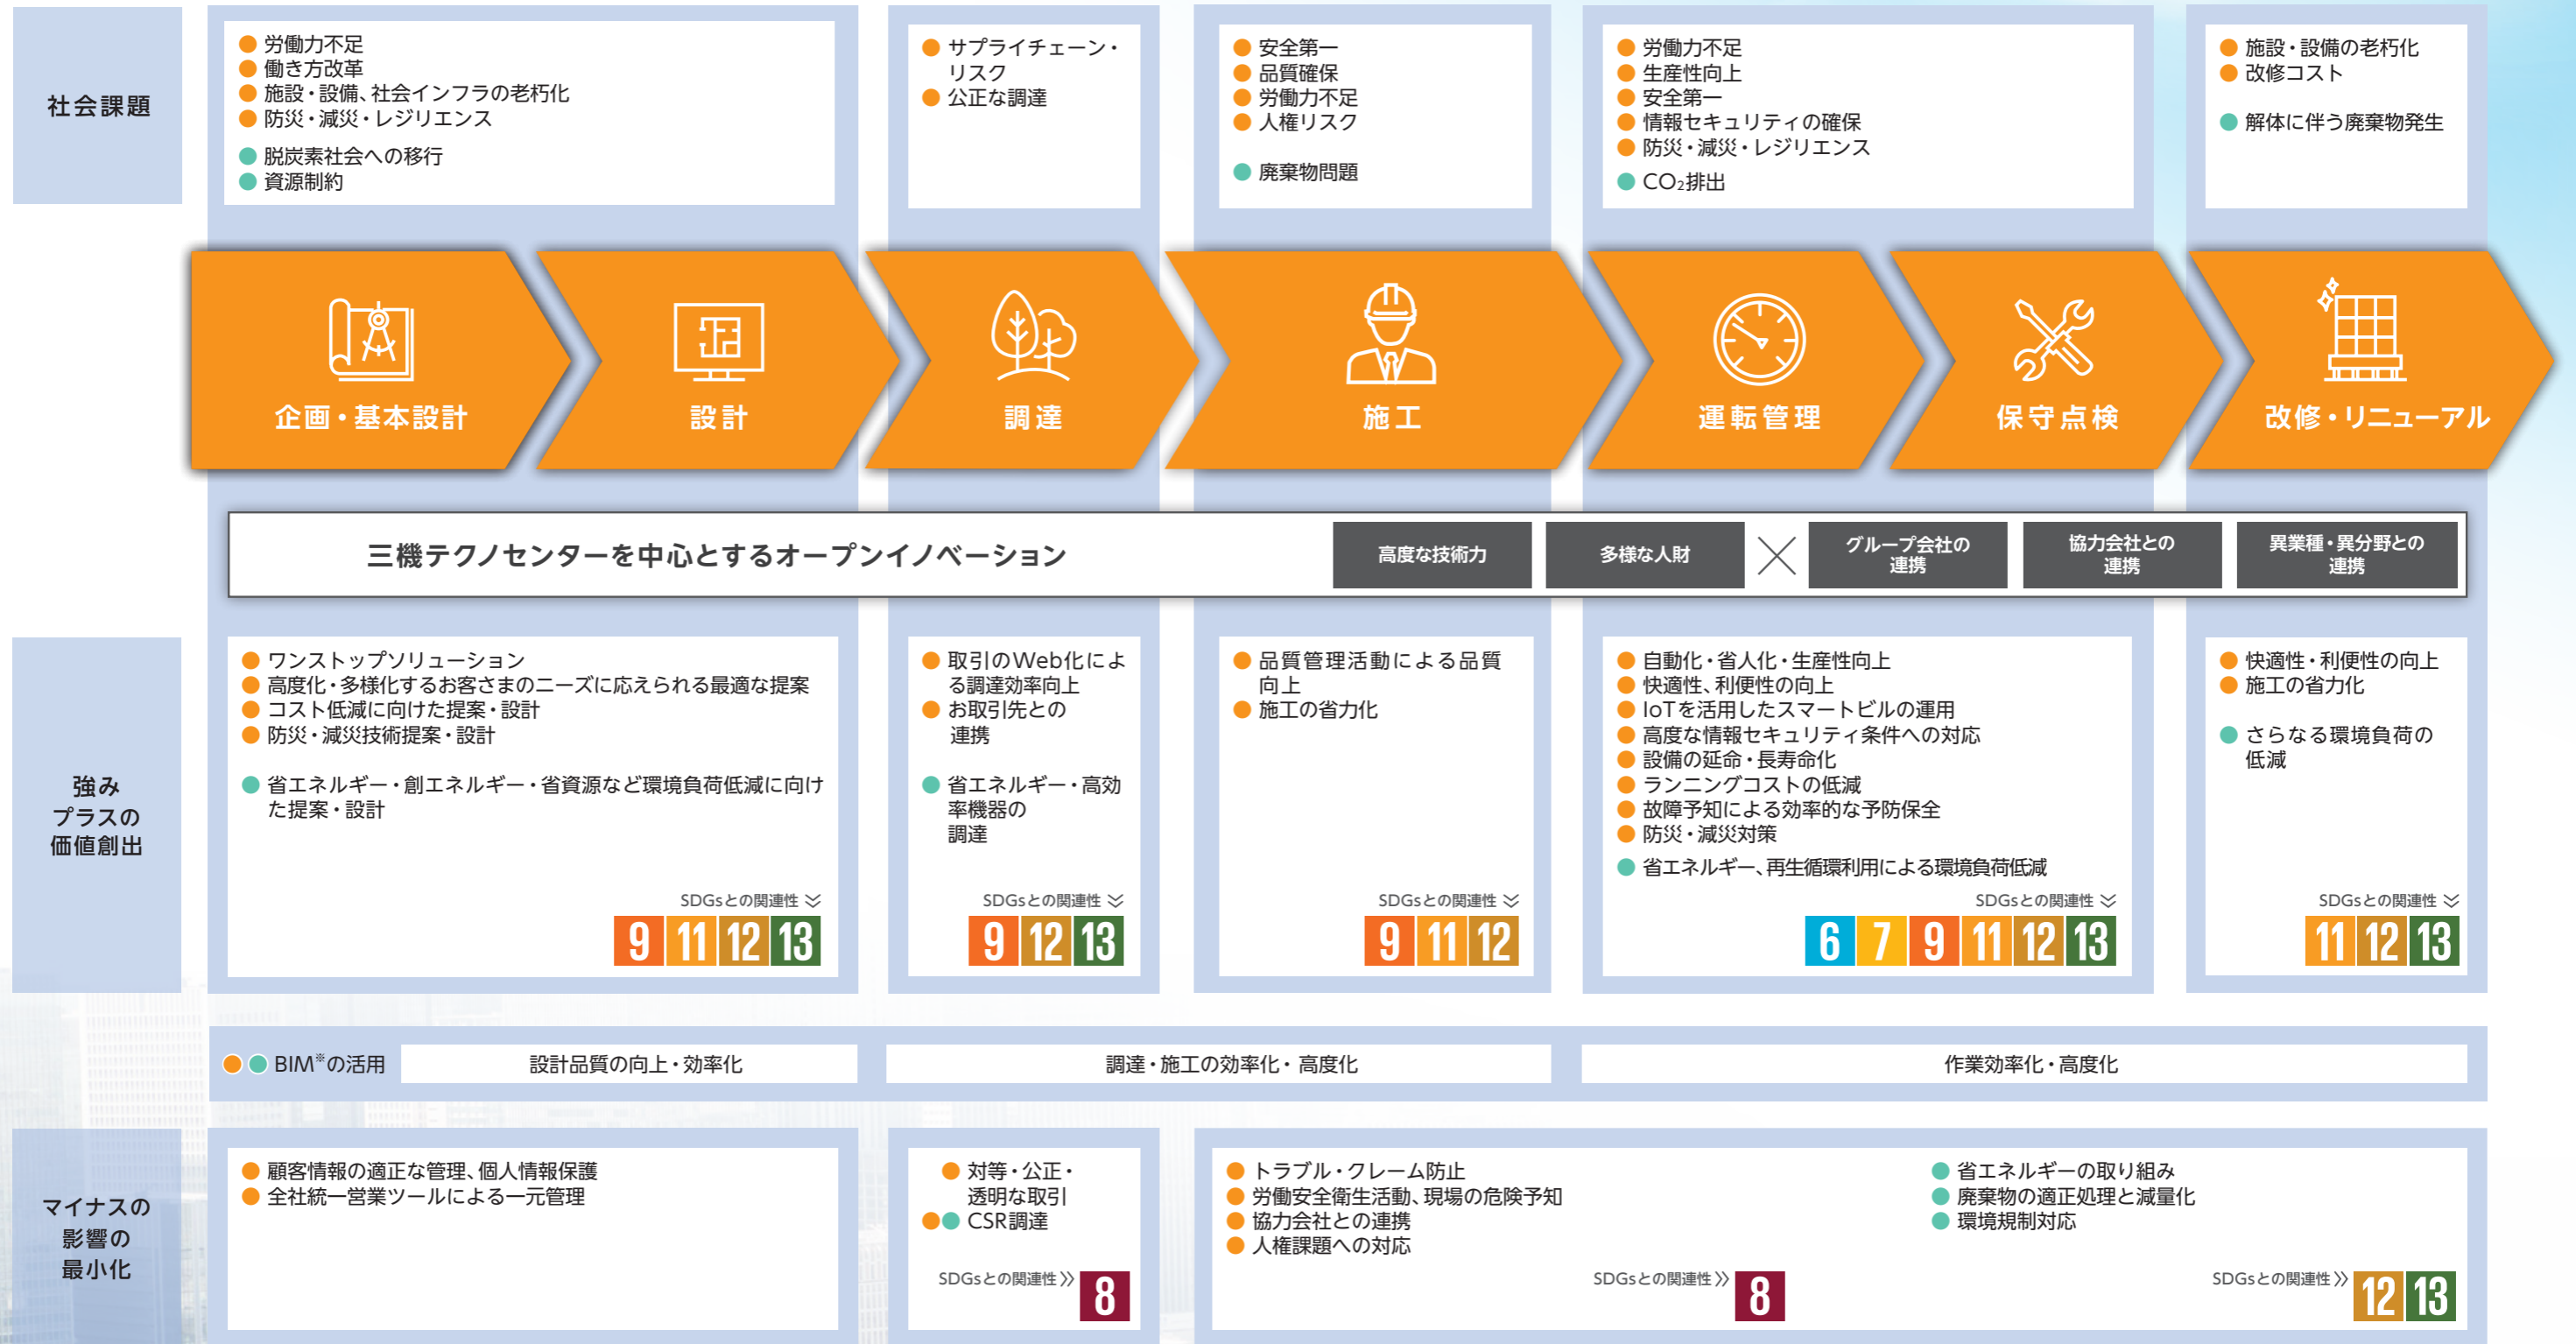 社会課題
● 労働力不足
● 働き方改革
● 施設・設備、社会インフラの老朽化
● 防災・減災・レジリエンス
● 脱炭素社会への移行
● 資源制約
● サプライチェーン・
リスク
● 公正な調達
● 安全第一
● 品質確保
● 労働力不足
● 人権リスク
● 廃棄物問題
● 労働力不足
● 生産性向上
● 安全第一
● 情報セキュリティの確保
● 防災・減災・レジリエンス
● CO₂排出
● 施設・設備の老朽化
● 改修コスト
● 解体に伴う廃棄物発生
企画・基本設計
設計
調達
施工
運転管理
保守点検
改修・リニューアル
三機テクノセンターを中心とするオープンイノベーション
高度な技術力
多様な人財
グループ会社の
連携
協力会社との
連携
異業種・異分野との
連携
強み
プラスの
価値創出
● ワンストップソリューション
● 高度化・多様化するお客さまのニーズに応えられる最適な提案
● コスト低減に向けた提案・設計
● 防災・減災技術提案・設計
● 省エネルギー・創エネルギー・省資源など環境負荷低減に向け
た提案・設計
SDGsとの関連性
9 11 12 13
● 取引のWeb化によ
る調達効率向上
● お取引先との
連携
● 省エネルギー・高効
率機器の
調達
SDGsとの関連性
9 12 13
● 品質管理活動による品質
向上
● 施工の省力化
SDGsとの関連性
9 11 12
● 自動化・省人化・生産性向上
● 快適性、利便性の向上
● IoTを活用したスマートビルの運用
● 高度な情報セキュリティ条件への対応
● 設備の延命・長寿命化
● ランニングコストの低減
● 故障予知による効率的な予防保全
● 防災・減災対策
● 省エネルギー、再生循環利用による環境負荷低減
SDGsとの関連性
6 7 9 11 12 13
● 快適性・利便性の向上
● 施工の省力化
● さらなる環境負荷の
低減
SDGsとの関連性
11 12 13
●● BIM※の活用
設計品質の向上・効率化
調達・施工の効率化・高度化
作業効率化・高度化
マイナスの
影響の
最小化
● 顧客情報の適正な管理、個人情報保護
● 全社統一営業ツールによる一元管理
● 対等・公正・
透明な取引
●● CSR調達
SDGsとの関連性
8
● トラブル・クレーム防止
● 労働安全衛生活動、現場の危険予知
● 協力会社との連携
● 人権課題への対応
SDGsとの関連性
8
● 省エネルギーの取り組み
● 廃棄物の適正処理と減量化
● 環境規制対応
SDGsとの関連性
12 13